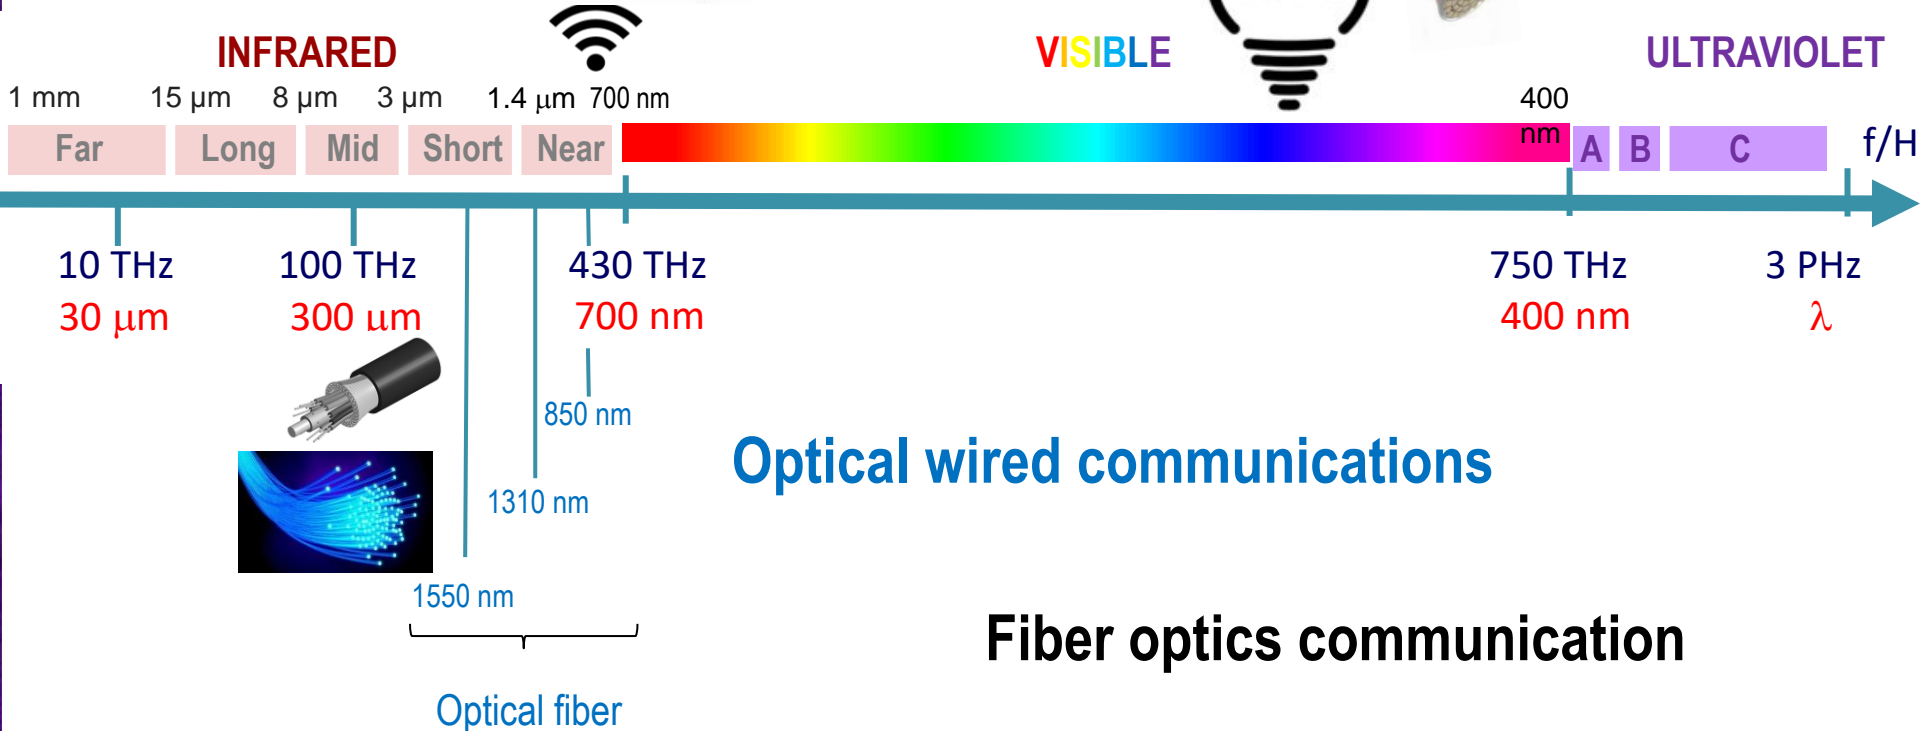 INFRARED VISIBLE ULTRAVIOLET
1 mm 15 µm 8 µm 3 µm 1.4 µm 700 nm 400
nm
Far Long Mid Short Near A B C f/H
10 THz 100 THz 430 THz 750 THz 3 PHz
30 µm 300 µm 700 nm 400 nm λ
850 nm
Optical wired communications
1310 nm
1550 nm
Fiber optics communication
Optical fiber